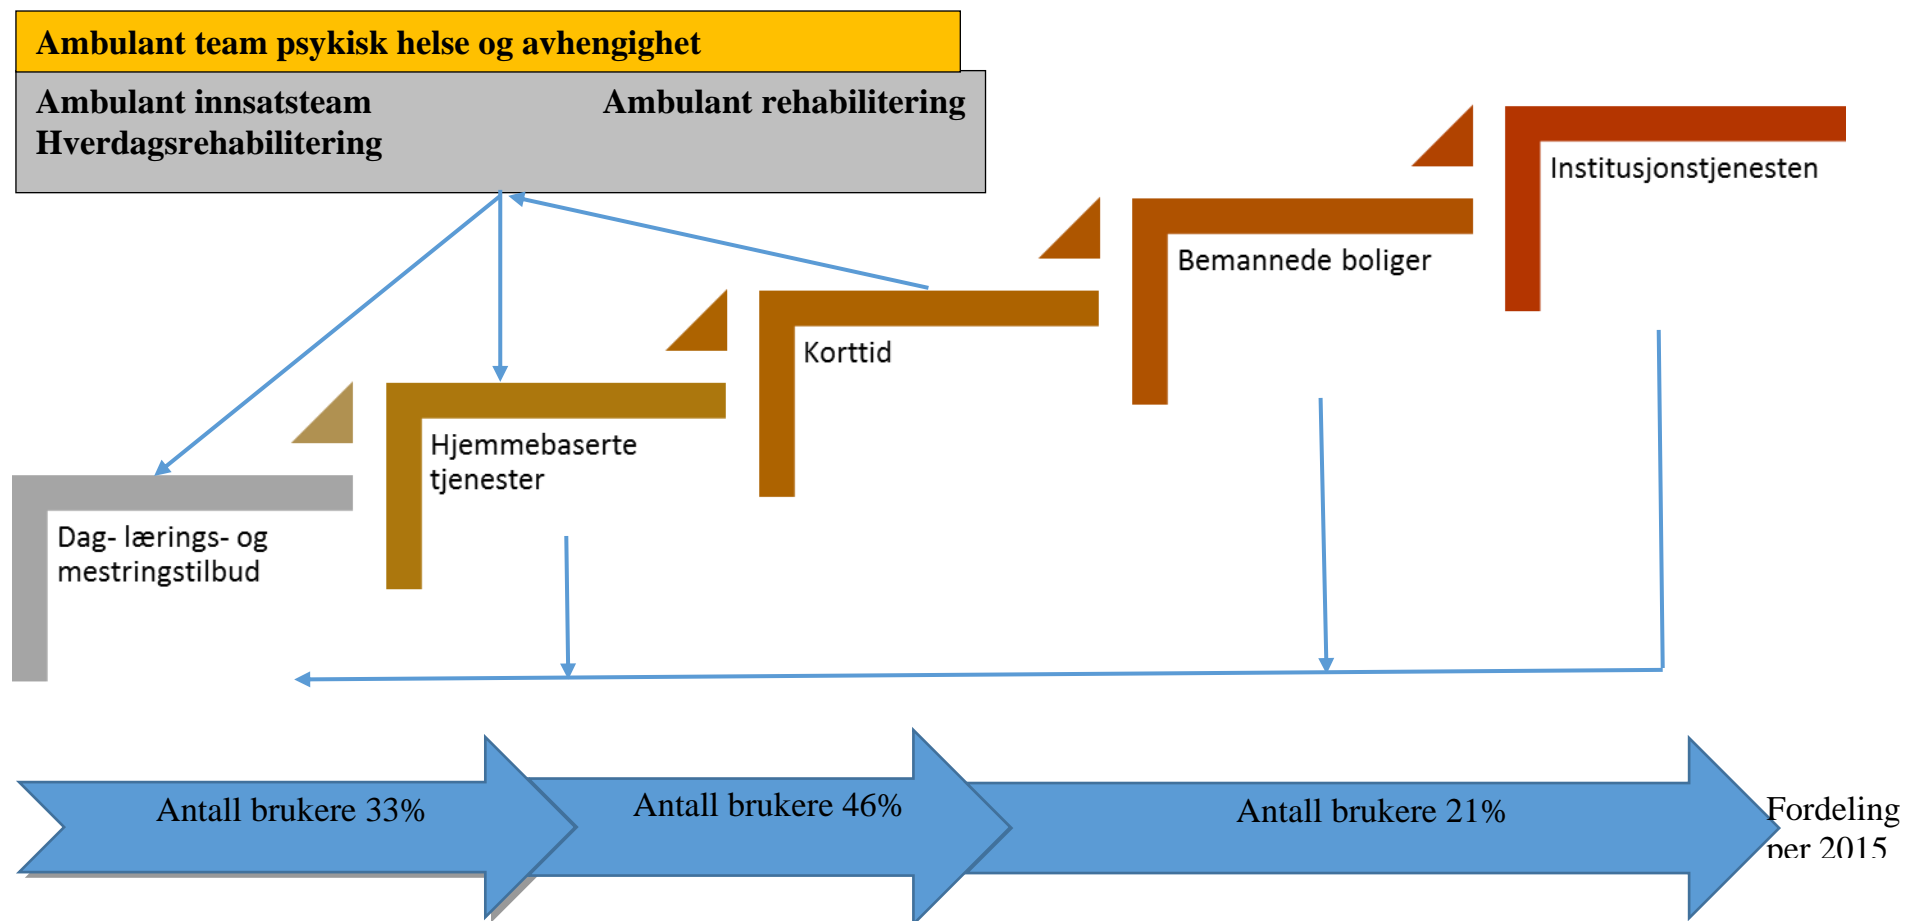 Ambulant team psykisk helse og avhengighet
Ambulant innsatsteam Ambulant rehabilitering
Hverdagsrehabilitering
Institusjonstjenesten
Bemannede boliger
Korttid
Hjemmebaserte
tjenester
Dag- lærings- og
mestringstilbud
Antall brukere 33%
Antall brukere 46%
Antall brukere 21%
Fordeling
per 2015